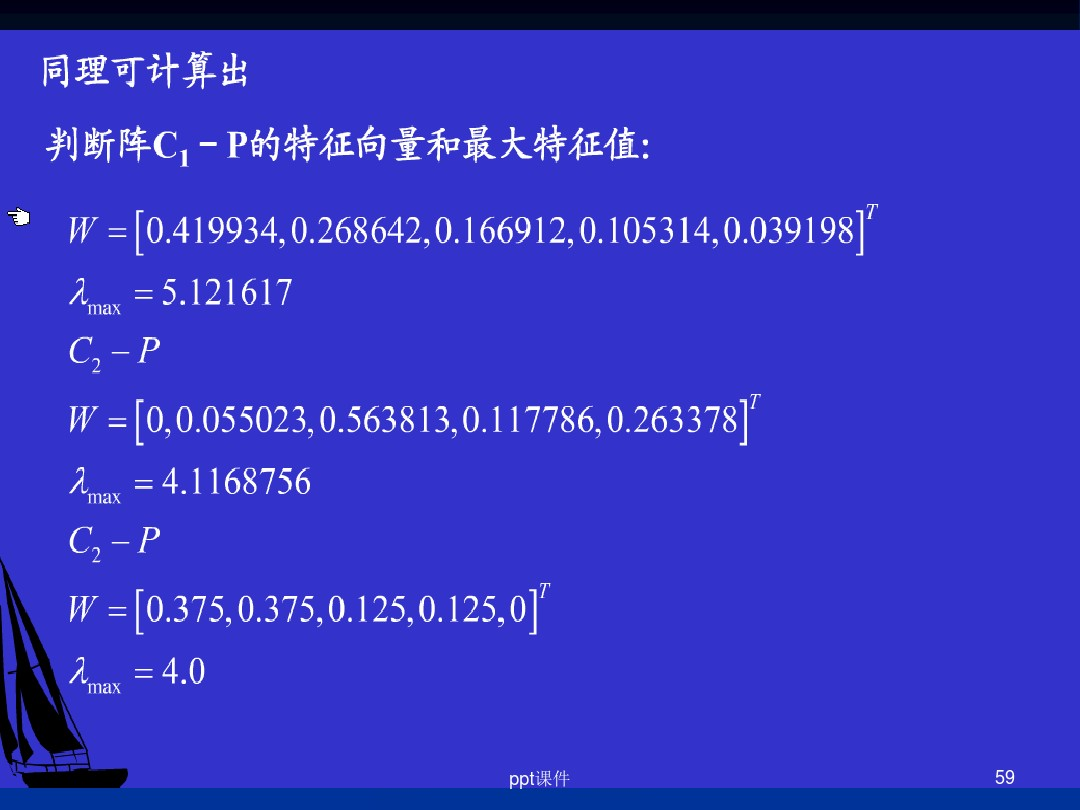 同理可计算出
判断阵C₁－P的特征向量和最大特征值:
W = [0.419934, 0.268642, 0.166912, 0.105314, 0.039198]ᵀ
λmax = 5.121617
C₂ − P
W = [0, 0.055023, 0.563813, 0.117786, 0.263378]ᵀ
λmax = 4.1168756
C₂ − P
W = [0.375, 0.375, 0.125, 0.125, 0]ᵀ
λmax = 4.0
ppt课件
59